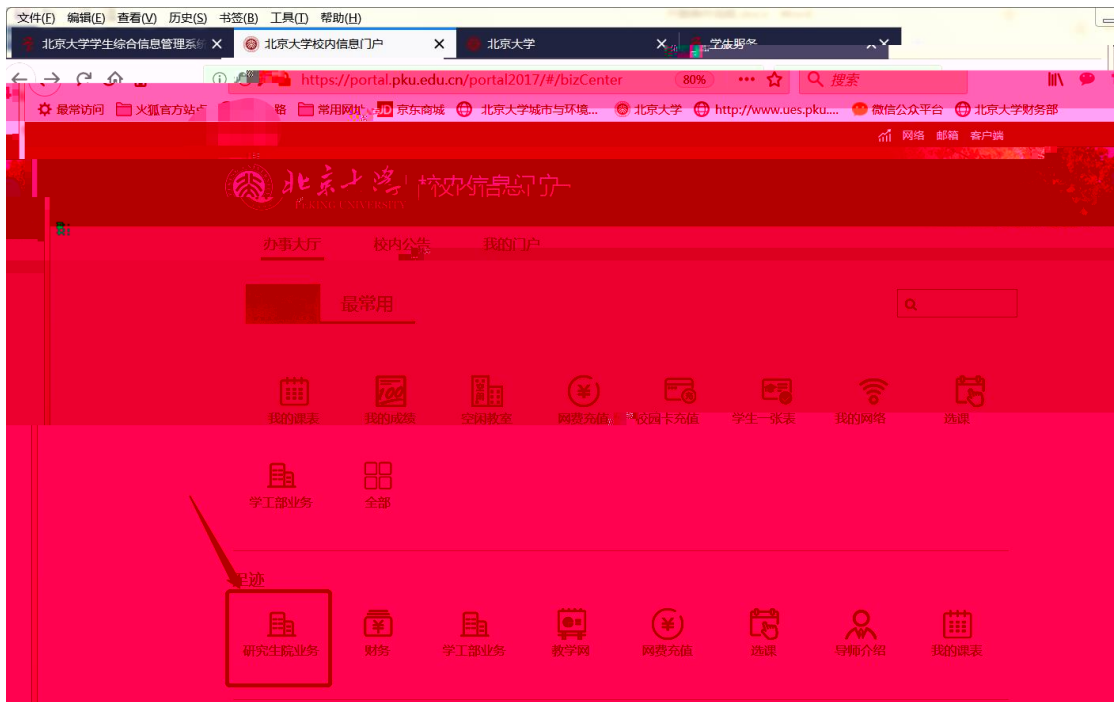 文件(F) 编辑(E) 查看(V) 历史(S) 书签(B) 工具(T) 帮助(H)
北京大学学生综合信息管理系统 北京大学校内信息门户 北京大学
https://portal.pku.edu.cn/portal2017/#/bizCenter 80% 搜索
最常访问 火狐官方站点 常用网址 京东商城 北京大学城市与环境... 北京大学 http://www.ues.pku.... 微信公众平台 北京大学财务部
网络 邮箱 客户端
北京大学 校内信息门户
PEKING UNIVERSITY
办事大厅 校内公告 我的门户
最常用
我的课表 我的成绩 空闲教室 网费充值 校园卡充值 学生一张表 我的网络 选课
学工部业务 全部
足迹
研究生院业务 财务 学工部业务 教学网 网费充值 选课 导师介绍 我的课表